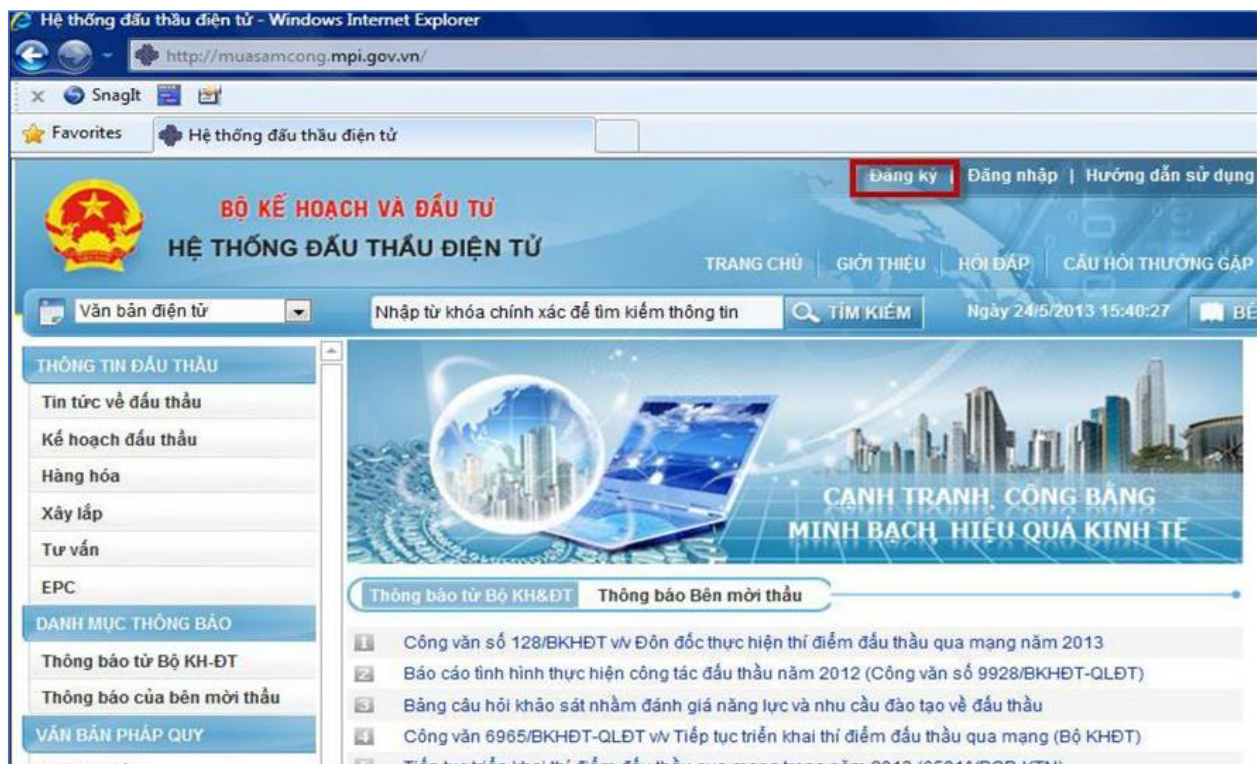 Hệ thống đấu thầu điện tử - Windows Internet Explorer
http://muasamcong.mpi.gov.vn/
x SnagIt
Favorites Hệ thống đấu thầu điện tử
Đăng ký | Đăng nhập | Hướng dẫn sử dụng
BỘ KẾ HOẠCH VÀ ĐẦU TƯ
HỆ THỐNG ĐẤU THẦU ĐIỆN TỬ
TRANG CHỦ GIỚI THIỆU HỎI ĐÁP CÂU HỎI THƯỜNG GẶP
Văn bản điện tử Nhập từ khóa chính xác để tìm kiếm thông tin TÌM KIẾM Ngày 24/5/2013 15:40:27
THÔNG TIN ĐẤU THẦU
Tin tức về đấu thầu
Kế hoạch đấu thầu
Hàng hóa
Xây lắp
Tư vấn
EPC
DANH MỤC THÔNG BÁO
Thông báo từ Bộ KH-ĐT
Thông báo của bên mời thầu
VĂN BẢN PHÁP QUY
CẠNH TRANH, CÔNG BẰNG
MINH BẠCH, HIỆU QUẢ KINH TẾ
Thông báo từ Bộ KH&ĐT Thông báo Bên mời thầu
1 Công văn số 128/BKHĐT v/v Đôn đốc thực hiện thí điểm đấu thầu qua mạng năm 2013
2 Báo cáo tình hình thực hiện công tác đấu thầu năm 2012 (Công văn số 9928/BKHĐT-QLĐT)
3 Bảng câu hỏi khảo sát nhằm đánh giá năng lực và nhu cầu đào tạo về đấu thầu
4 Công văn 6965/BKHĐT-QLĐT v/v Tiếp tục triển khai thí điểm đấu thầu qua mạng (Bộ KHĐT)